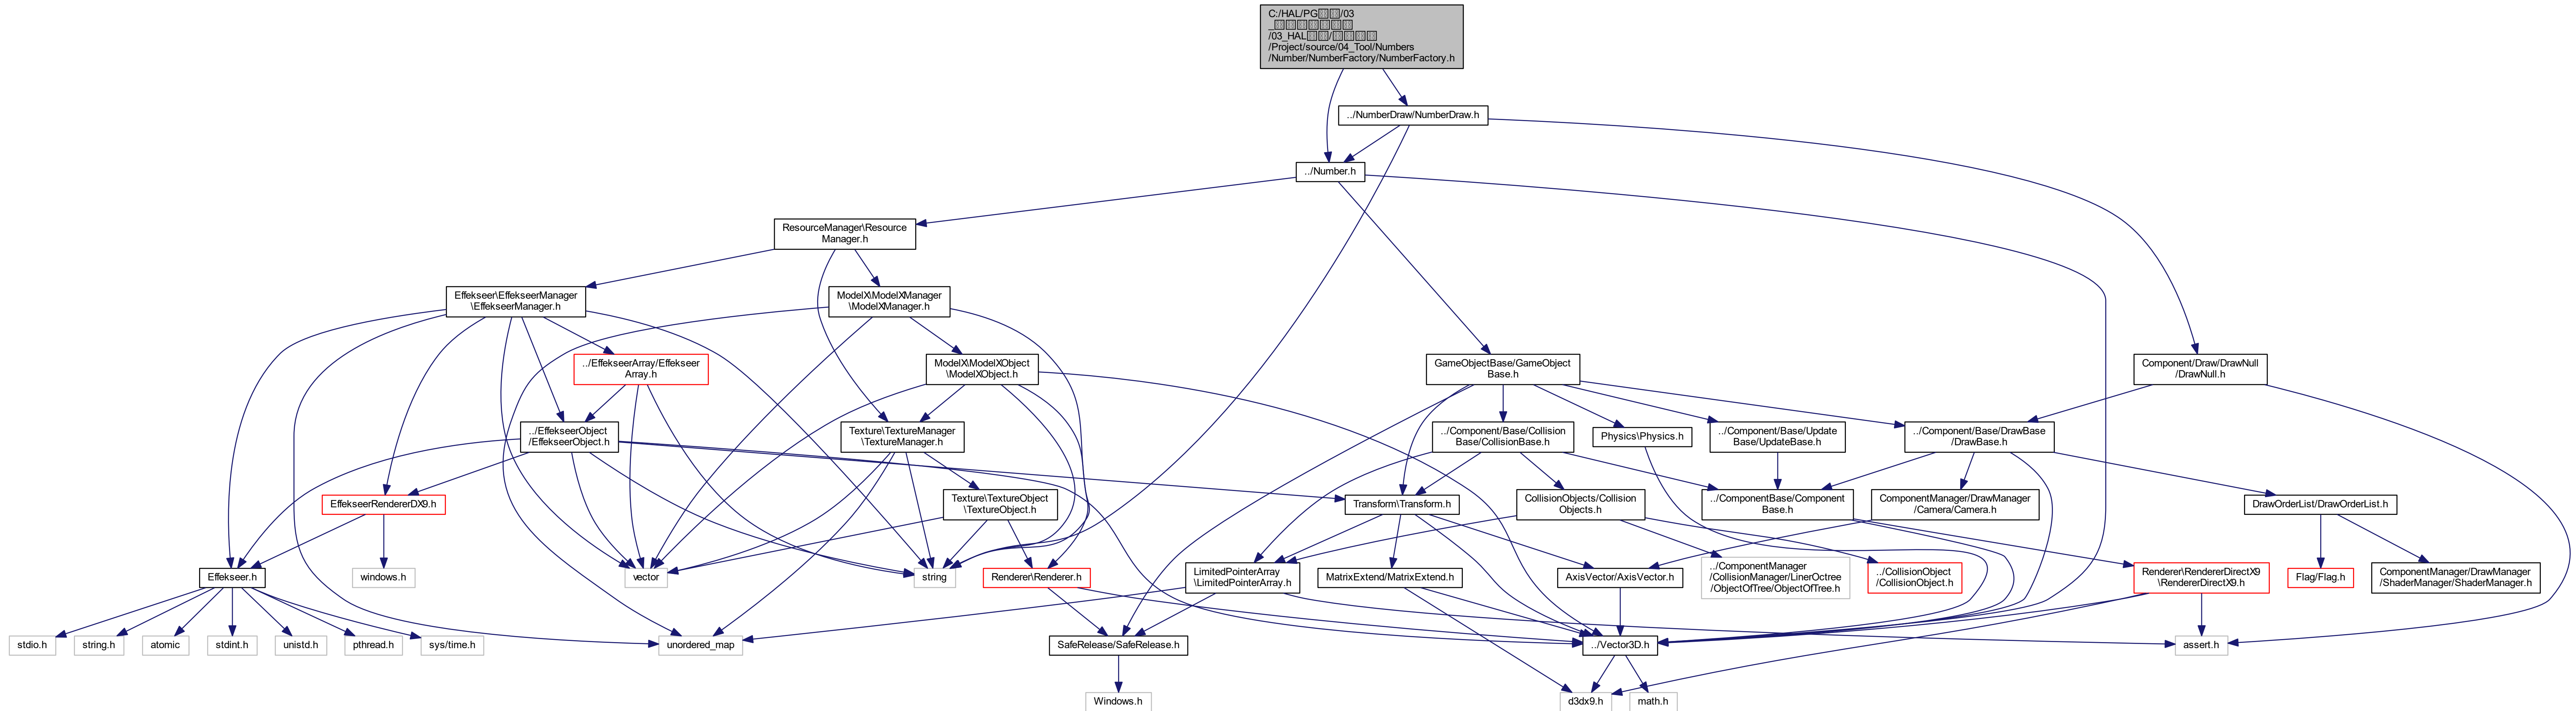 C:/HAL/PG/03
_
/03_HAL/
/Project/source/04_Tool/Numbers
/Number/NumberFactory/NumberFactory.h
../NumberDraw/NumberDraw.h
../Number.h
ResourceManager\Resource
Manager.h
Effekseer\EffekseerManager
\EffekseerManager.h
ModelX\ModelXManager
\ModelXManager.h
../EffekseerArray/Effekseer
Array.h
ModelX\ModelXObject
\ModelXObject.h
GameObjectBase/GameObject
Base.h
Component/Draw/DrawNull
/DrawNull.h
../EffekseerObject
/EffekseerObject.h
Texture\TextureManager
\TextureManager.h
../Component/Base/Collision
Base/CollisionBase.h
Physics\Physics.h
../Component/Base/Update
Base/UpdateBase.h
../Component/Base/DrawBase
/DrawBase.h
EffekseerRendererDX9.h
Texture\TextureObject
\TextureObject.h
Transform\Transform.h
CollisionObjects/Collision
Objects.h
../ComponentBase/Component
Base.h
ComponentManager/DrawManager
/Camera/Camera.h
DrawOrderList/DrawOrderList.h
Effekseer.h
windows.h
vector
string
Renderer\Renderer.h
LimitedPointerArray
\LimitedPointerArray.h
MatrixExtend/MatrixExtend.h
AxisVector/AxisVector.h
../ComponentManager
/CollisionManager/LinerOctree
/ObjectOfTree/ObjectOfTree.h
../CollisionObject
/CollisionObject.h
Renderer\RendererDirectX9
\RendererDirectX9.h
Flag/Flag.h
ComponentManager/DrawManager
/ShaderManager/ShaderManager.h
stdio.h
string.h
atomic
stdint.h
unistd.h
pthread.h
sys/time.h
unordered_map
SafeRelease/SafeRelease.h
../Vector3D.h
assert.h
Windows.h
d3dx9.h
math.h